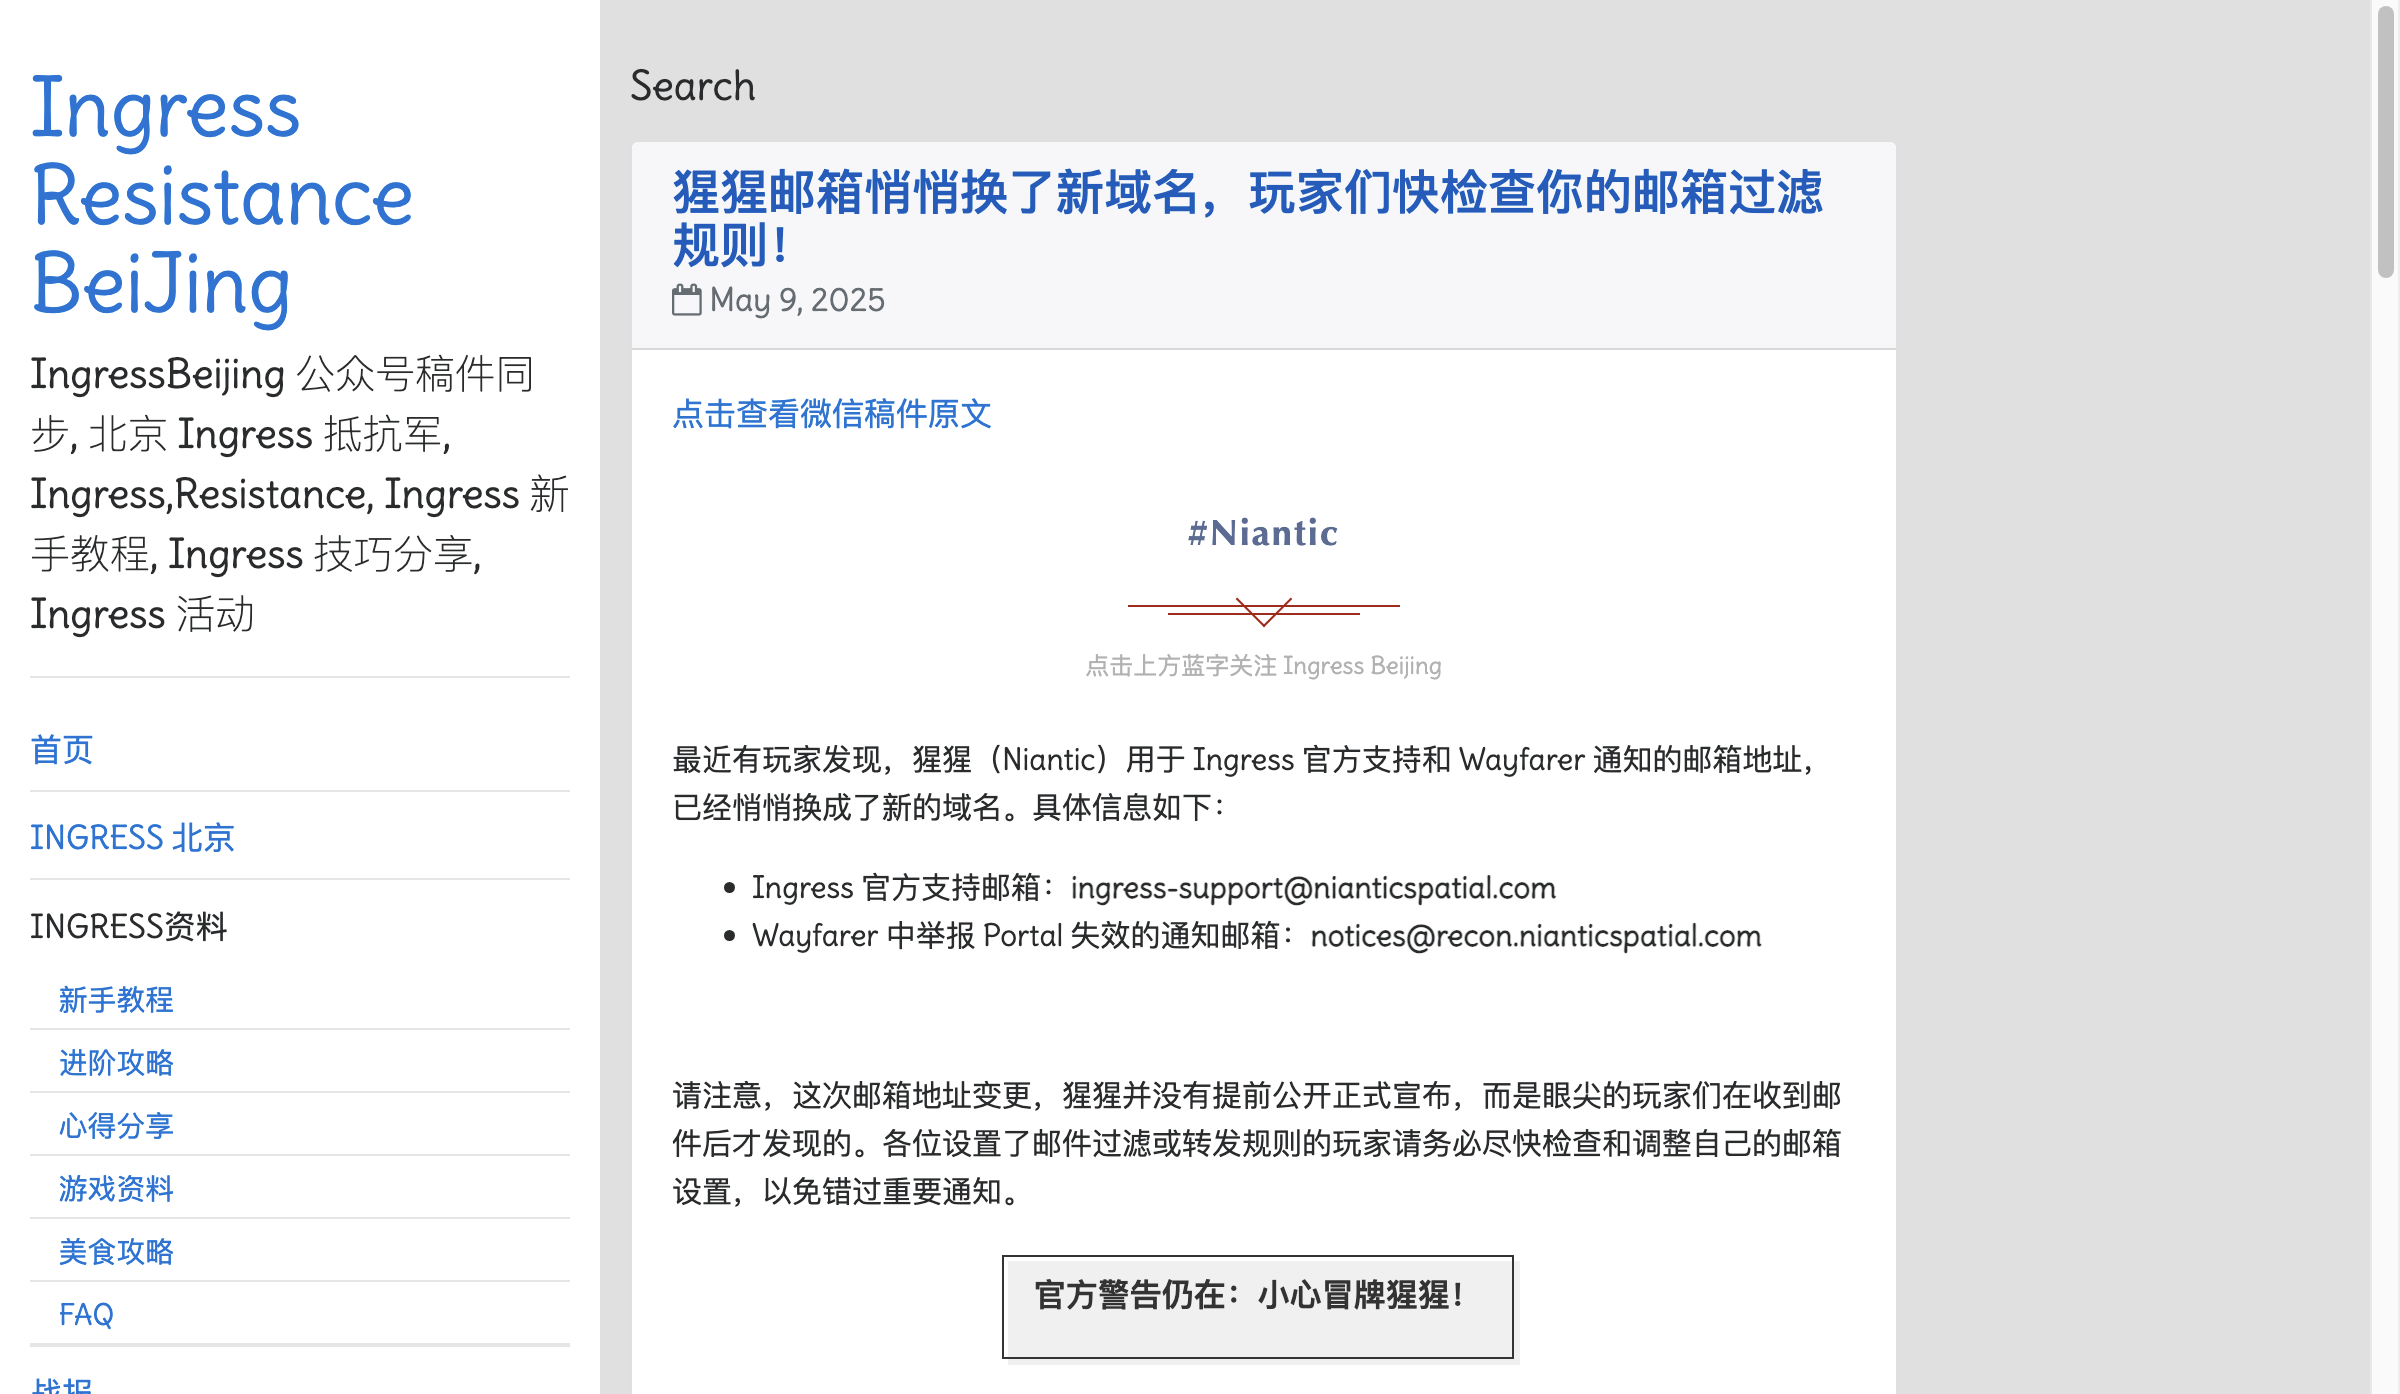 Ingress
Resistance
BeiJing
IngressBeijing 公众号稿件同
步, 北京 Ingress 抵抗军,
Ingress,Resistance, Ingress 新
手教程, Ingress 技巧分享,
Ingress 活动
首页
INGRESS 北京
INGRESS资料
新手教程
进阶攻略
心得分享
游戏资料
美食攻略
FAQ
战报
Search
猩猩邮箱悄悄换了新域名，玩家们快检查你的邮箱过滤
规则！
May 9, 2025
点击查看微信稿件原文
#Niantic
点击上方蓝字关注 Ingress Beijing
最近有玩家发现，猩猩（Niantic）用于 Ingress 官方支持和 Wayfarer 通知的邮箱地址，
已经悄悄换成了新的域名。具体信息如下：
Ingress 官方支持邮箱：ingress-support@nianticspatial.com
Wayfarer 中举报 Portal 失效的通知邮箱：notices@recon.nianticspatial.com
请注意，这次邮箱地址变更，猩猩并没有提前公开正式宣布，而是眼尖的玩家们在收到邮
件后才发现的。各位设置了邮件过滤或转发规则的玩家请务必尽快检查和调整自己的邮箱
设置，以免错过重要通知。
官方警告仍在：小心冒牌猩猩！